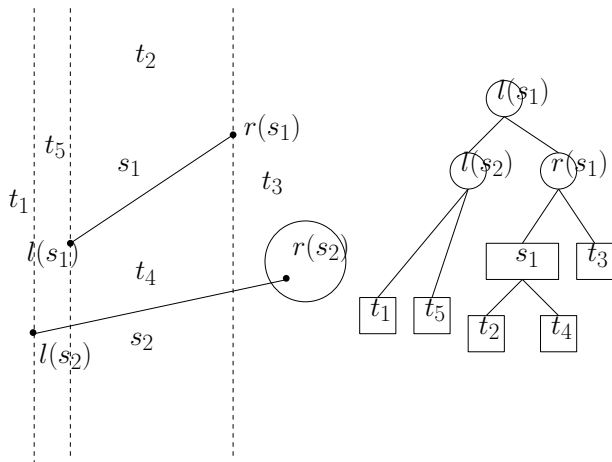 t₂
r(s₁)
t₅
s₁
t₃
t₁
l(s₁)
r(s₂)
t₄
s₂
l(s₂)
l(s₁)
l(s₂)
r(s₁)
s₁
t₃
t₁
t₅
t₂
t₄